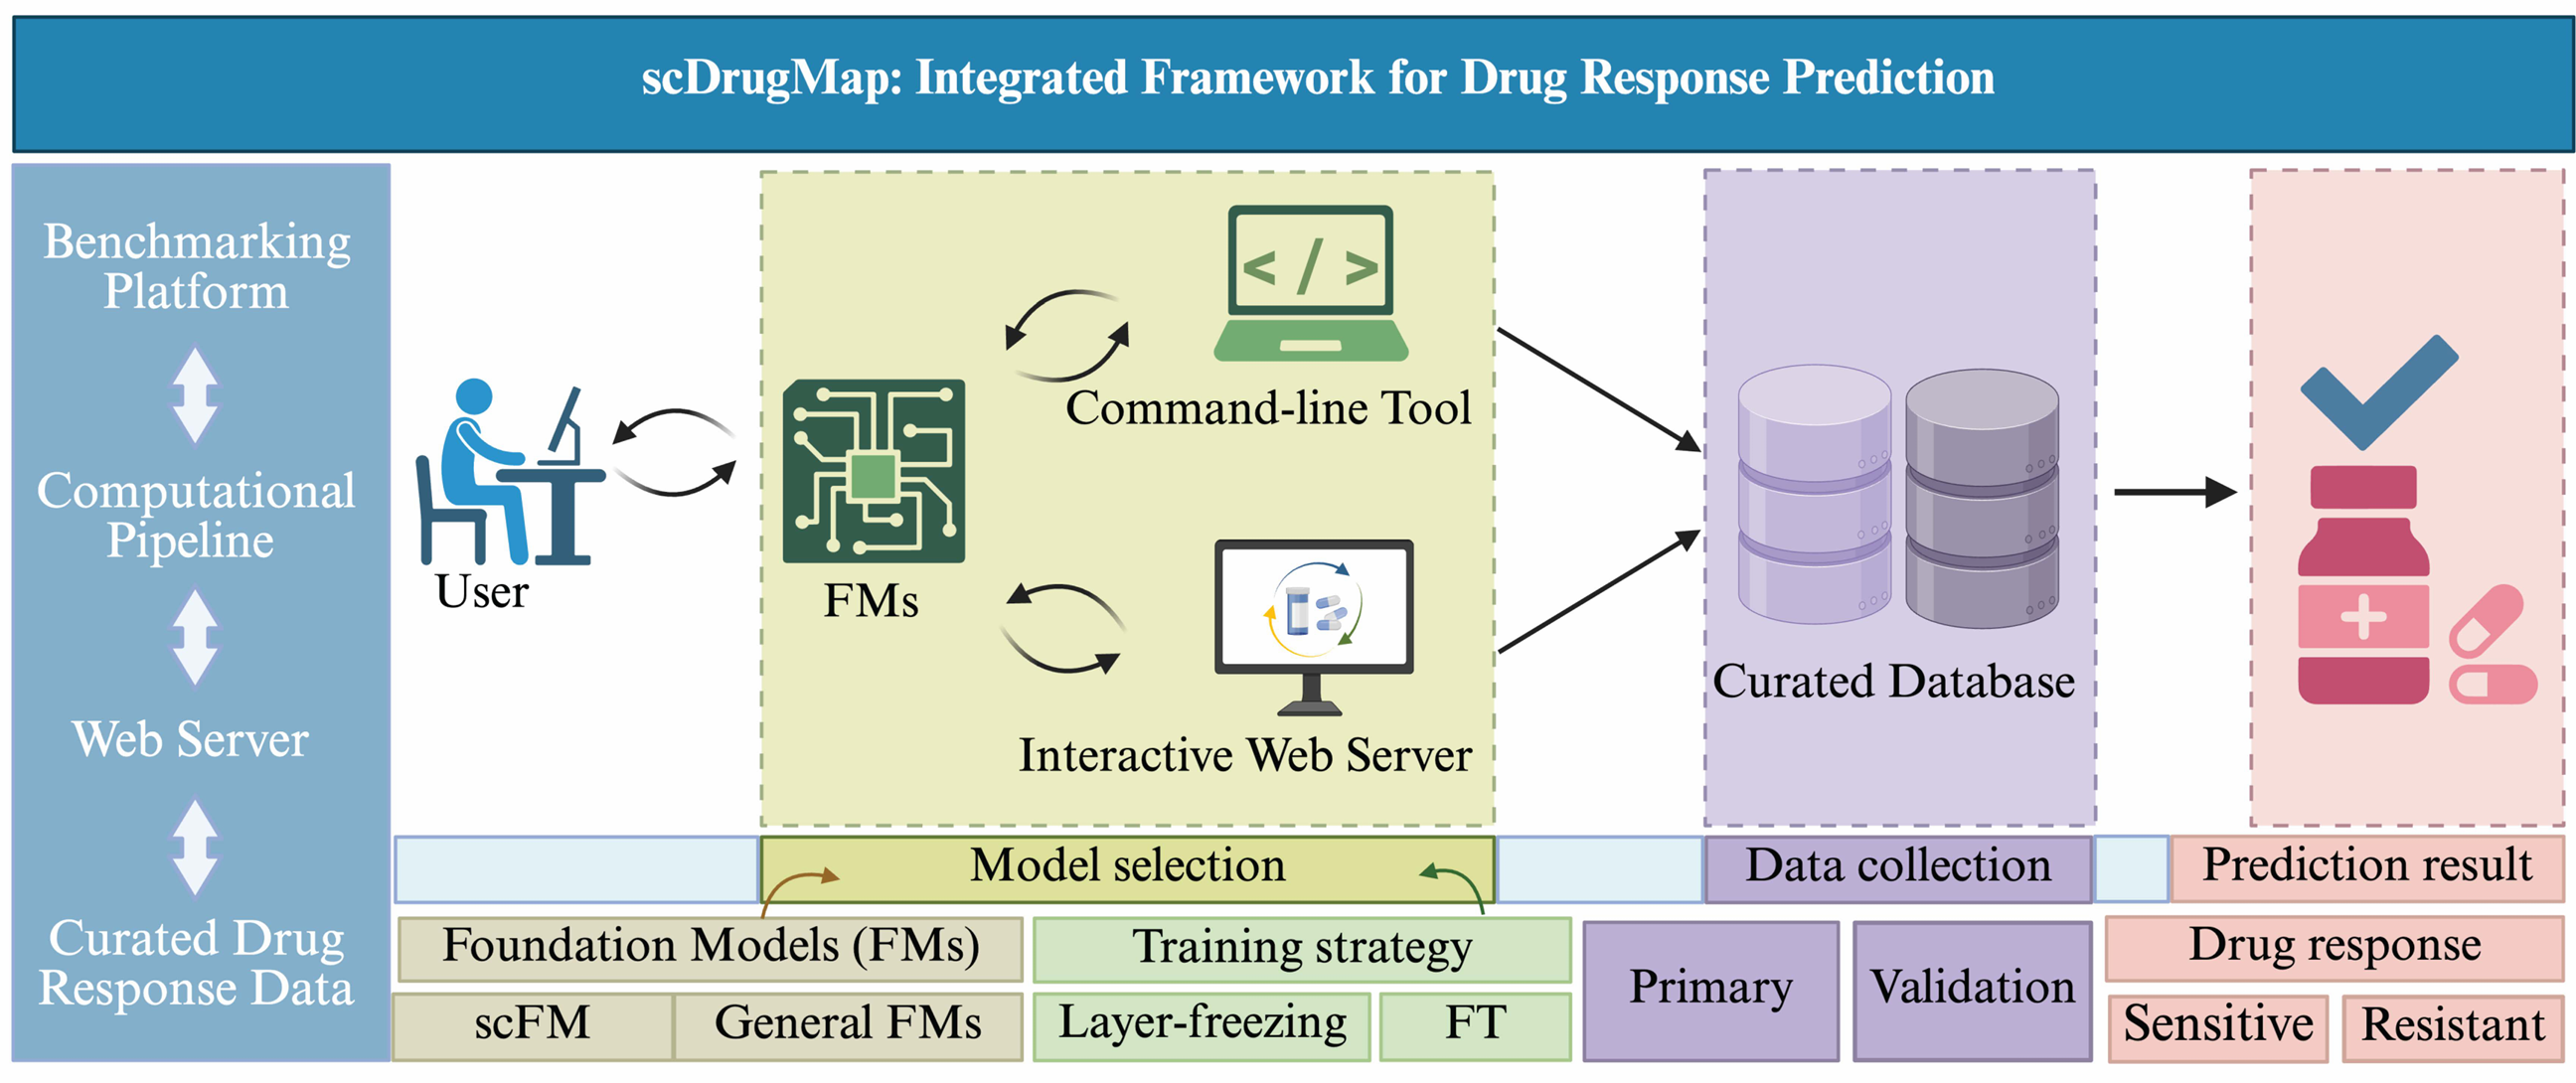 scDrugMap: Integrated Framework for Drug Response Prediction
Benchmarking
Platform
Computational
Pipeline
Web Server
Curated Drug
Response Data
User
FMs
</>
Command-line Tool
Interactive Web Server
Curated Database
Model selection
Data collection
Prediction result
Foundation Models (FMs)
scFM
General FMs
Training strategy
Layer-freezing
FT
Primary
Validation
Drug response
Sensitive
Resistant